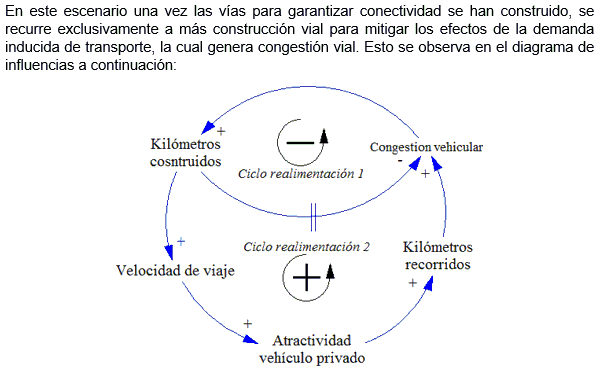 En este escenario una vez las vías para garantizar conectividad se han construido, se
recurre exclusivamente a más construcción vial para mitigar los efectos de la demanda
inducida de transporte, la cual genera congestión vial. Esto se observa en el diagrama de
influencias a continuación:
+
Kilómetros
cosntruidos
−
Ciclo realimentación 1
Congestion vehicular
-
+
+
Velocidad de viaje
Ciclo realimentación 2
+
Kilómetros
recorridos
+
+
Atractividad
vehículo privado